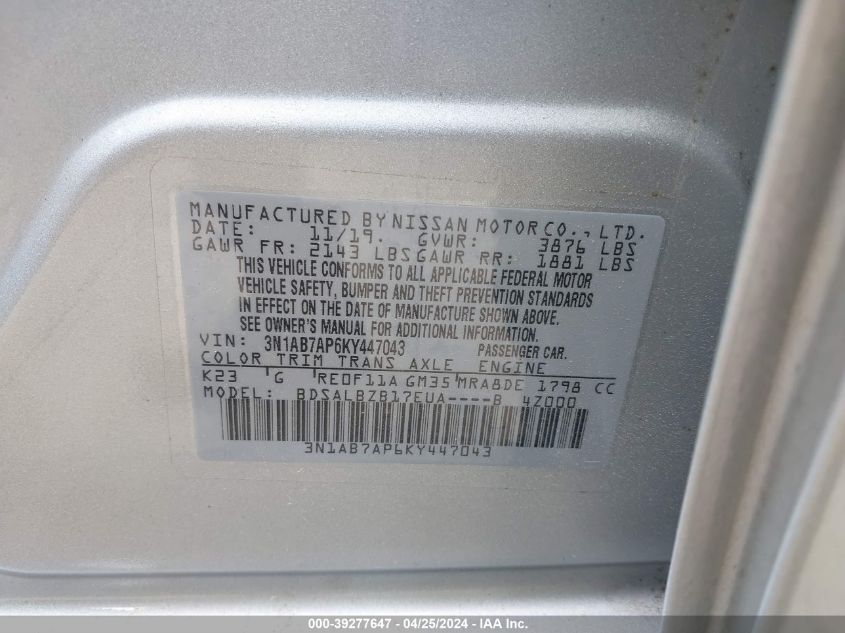 MANUFACTURED BY NISSAN MOTOR CO., LTD.
DATE: 11/19. GVWR: 3876 LBS
GAWR FR: 2143 LBS GAWR RR: 1881 LBS
THIS VEHICLE CONFORMS TO ALL APPLICABLE FEDERAL MOTOR
VEHICLE SAFETY, BUMPER AND THEFT PREVENTION STANDARDS
IN EFFECT ON THE DATE OF MANUFACTURE SHOWN ABOVE.
SEE OWNER'S MANUAL FOR ADDITIONAL INFORMATION.
VIN: 3N1AB7AP6KY447043 PASSENGER CAR.
COLOR TRIM TRANS AXLE ENGINE
K23 G RE0F11A GM35 MRA8DE 1798 CC
MODEL: BDSALBZB17EUA----B 4Z000
3N1AB7AP6KY447043
000-39277647 - 04/25/2024 - IAA Inc.